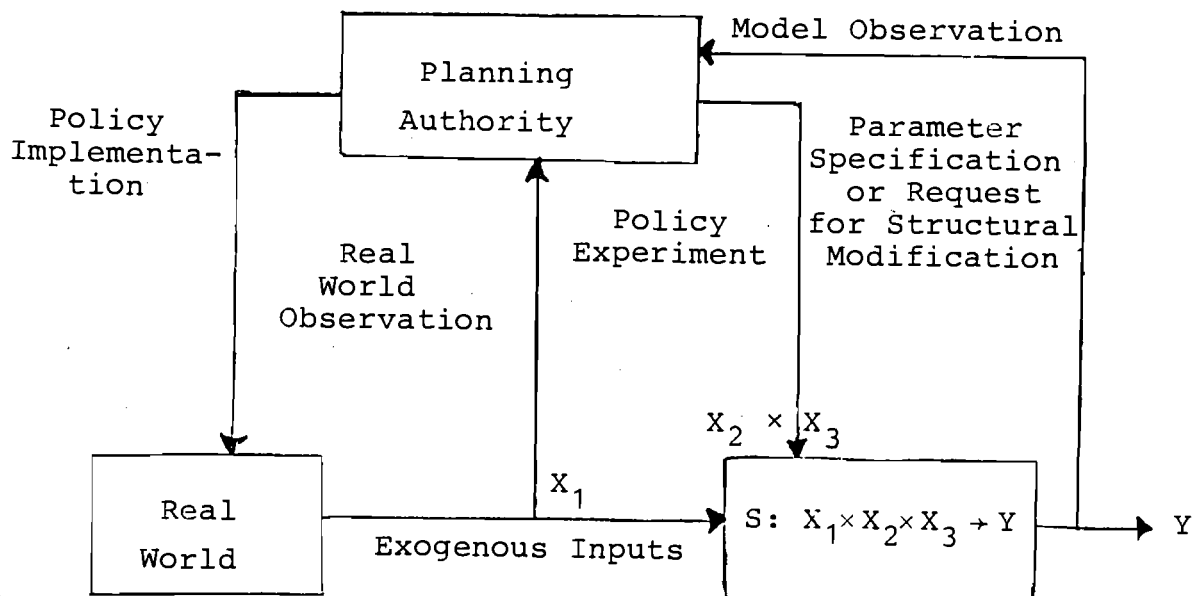 Model Observation
Planning
Authority
Policy
Implementa-
tion
Parameter
Specification
or Request
for Structural
Modification
Policy
Experiment
Real
World
Observation
X₂ × X₃
X₁
Real
World
Exogenous Inputs
S: X₁×X₂×X₃→Y
Y